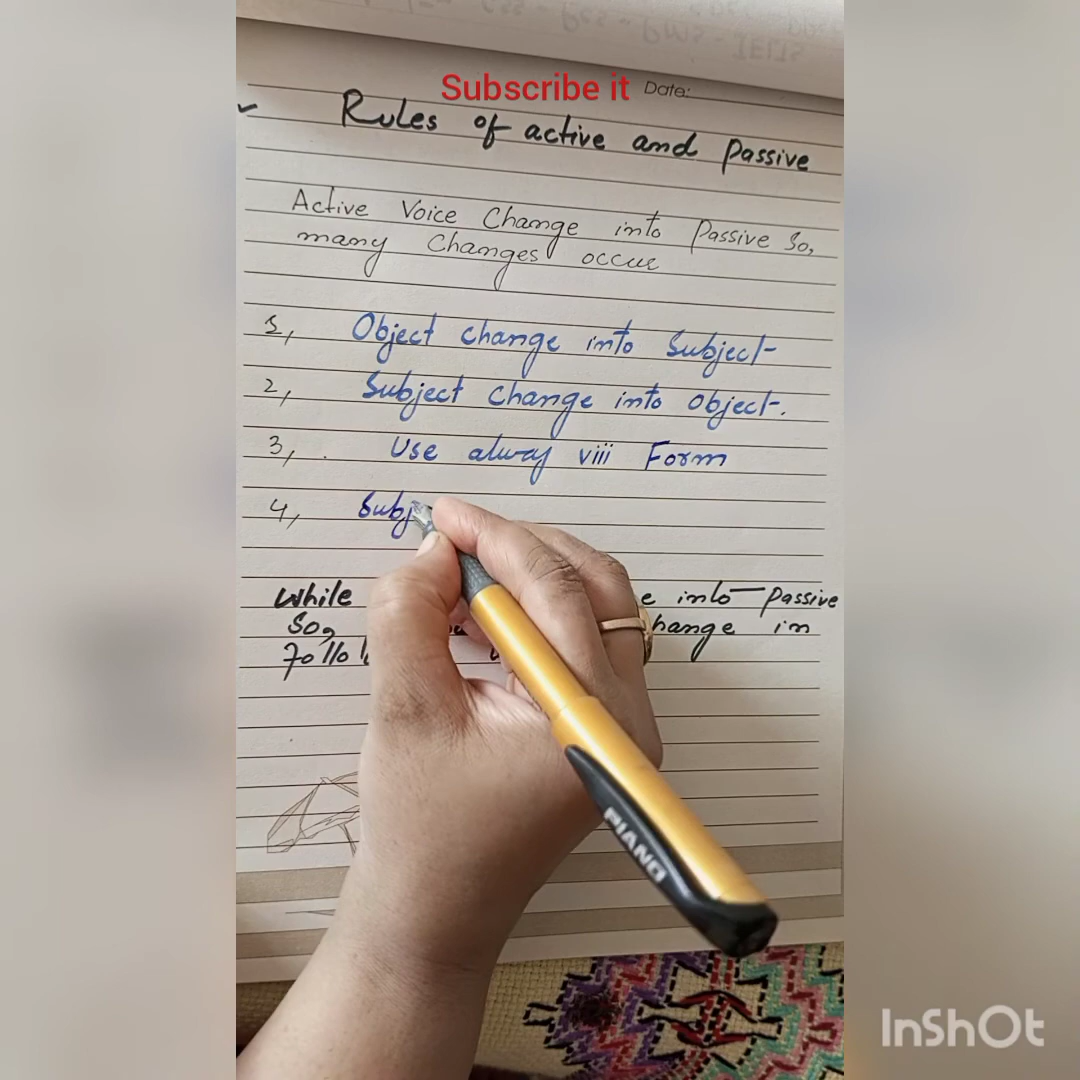 Subscribe it
Date:
Rules of active and passive
Active Voice Change into Passive So,
many Changes occur
1, Object change into Subject-
2, Subject Change into Object-.
3, . Use alway viii Form
4, Subj
While e into passive
So, hange in
Follo
PIANO
InShOt